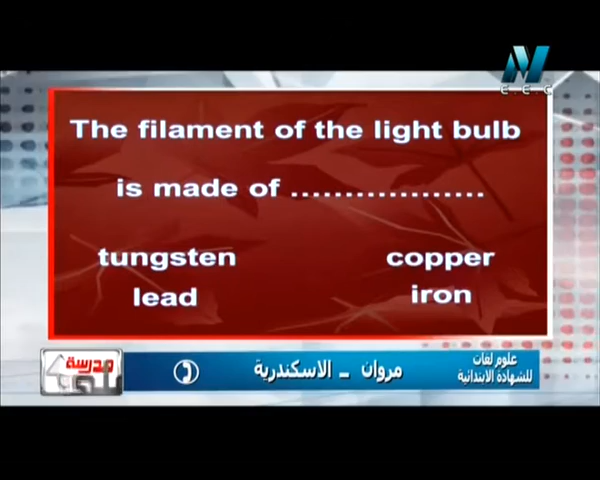 E.E.C
The filament of the light bulb
is made of ..................
tungsten copper
lead iron
علوم لغات
للشهادة الابتدائية
مروان _ الاسكندرية
مدرسة